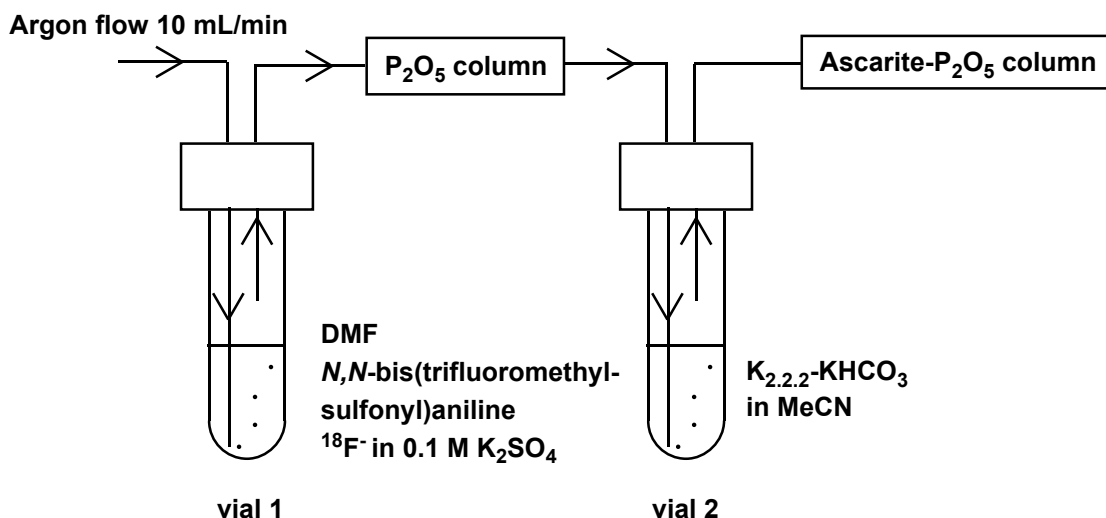 Argon flow 10 mL/min
P₂O₅ column
Ascarite-P₂O₅ column
DMF
N,N-bis(trifluoromethyl-
sulfonyl)aniline
¹⁸F⁻ in 0.1 M K₂SO₄
K₂.₂.₂-KHCO₃
in MeCN
vial 1
vial 2